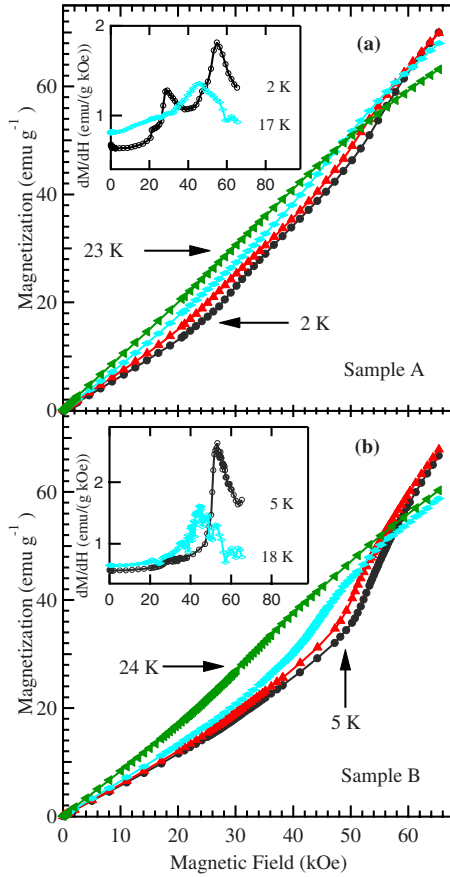 (a)
dM/dH (emu/(g kOe))
2
1
2 K
17 K
0 20 40 60 80
Magnetization (emu g⁻¹)
60
40
20
0
23 K
2 K
Sample A
(b)
dM/dH (emu/(g kOe))
2
1
5 K
18 K
0 20 40 60 80
Magnetization (emu g⁻¹)
60
40
20
0
24 K
5 K
Sample B
0 10 20 30 40 50 60
Magnetic Field (kOe)